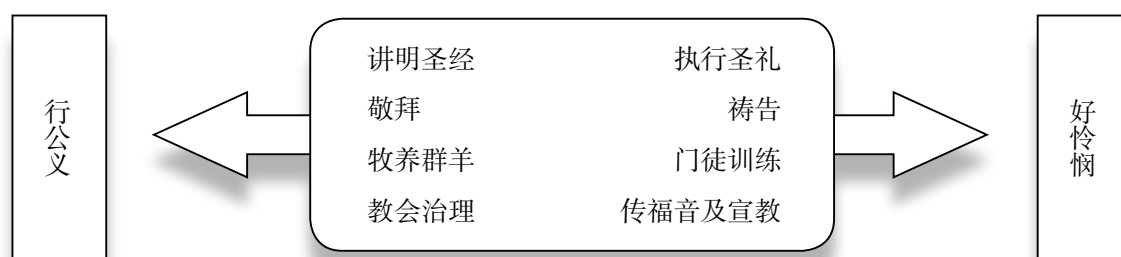 行公义
讲明圣经 执行圣礼
敬拜 祷告
牧养群羊 门徒训练
教会治理 传福音及宣教
好怜悯